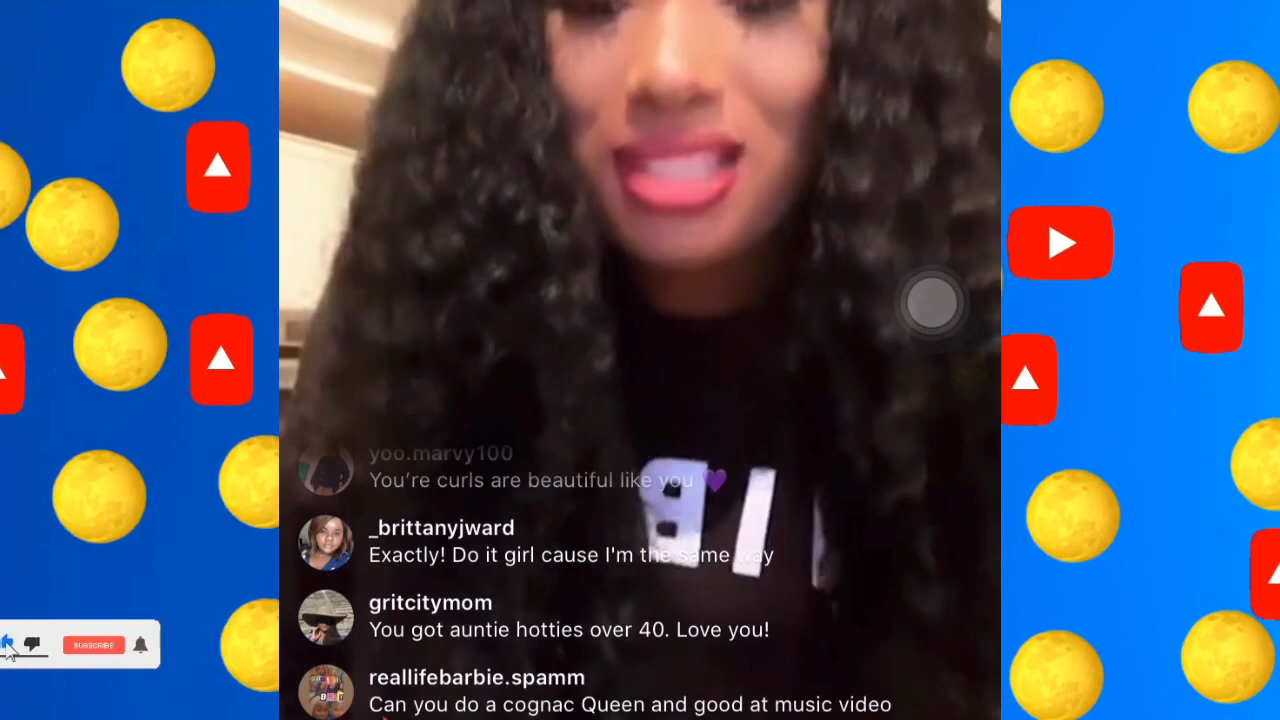 yoo.marvy100
You're curls are beautiful like you 💜
_brittanyjward
Exactly! Do it girl cause I'm the same way
gritcitymom
You got auntie hotties over 40. Love you!
SUBSCRIBE
reallifebarbie.spamm
Can you do a cognac Queen and good at music video